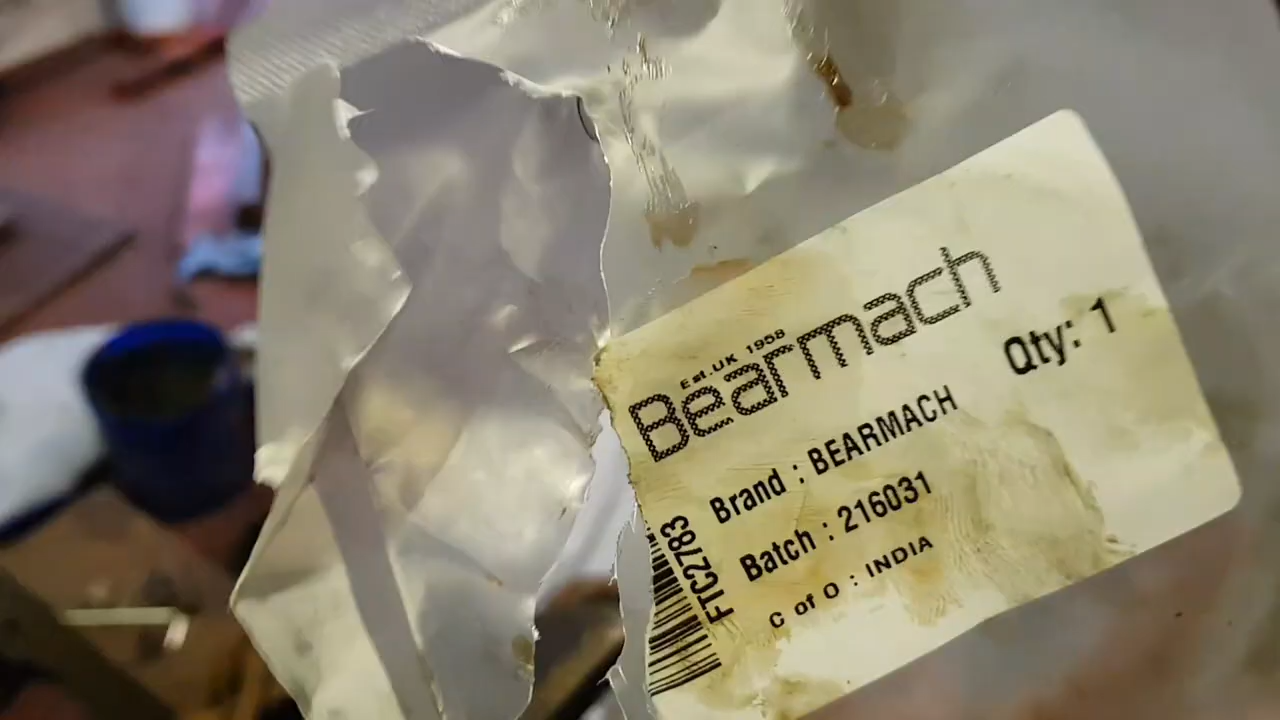 Est.UK 1958
Bearmach
Qty: 1
Brand : BEARMACH
Batch : 216031
C of O : INDIA
FTC2783